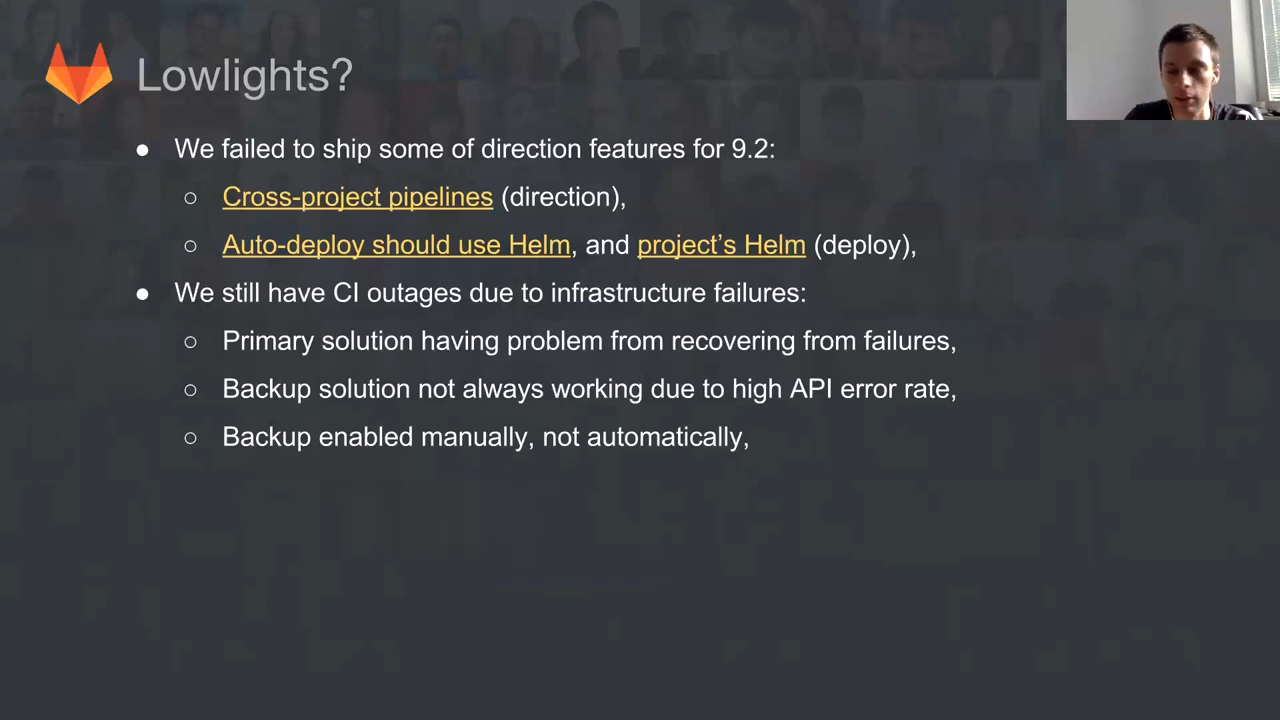 Lowlights?
● We failed to ship some of direction features for 9.2:
○ Cross-project pipelines (direction),
○ Auto-deploy should use Helm, and project’s Helm (deploy),
● We still have CI outages due to infrastructure failures:
○ Primary solution having problem from recovering from failures,
○ Backup solution not always working due to high API error rate,
○ Backup enabled manually, not automatically,